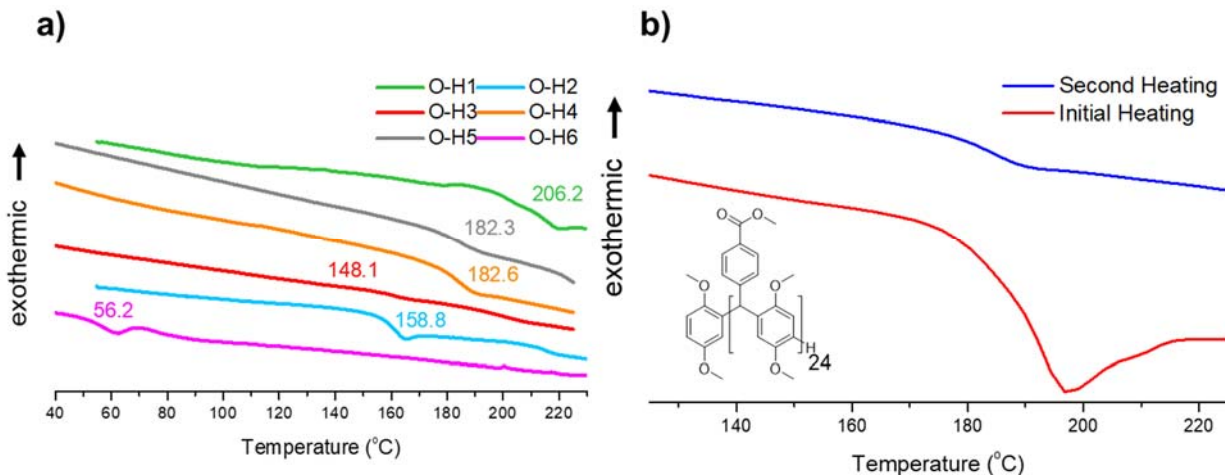 a)
O-H1 O-H2
O-H3 O-H4
O-H5 O-H6
exothermic
206.2
182.3
148.1
182.6
56.2
158.8
40 60 80 100 120 140 160 180 200 220
Temperature (°C)
b)
Second Heating
Initial Heating
exothermic
O
O
O
O
O
O
H
24
140 160 180 200 220
Temperature (°C)